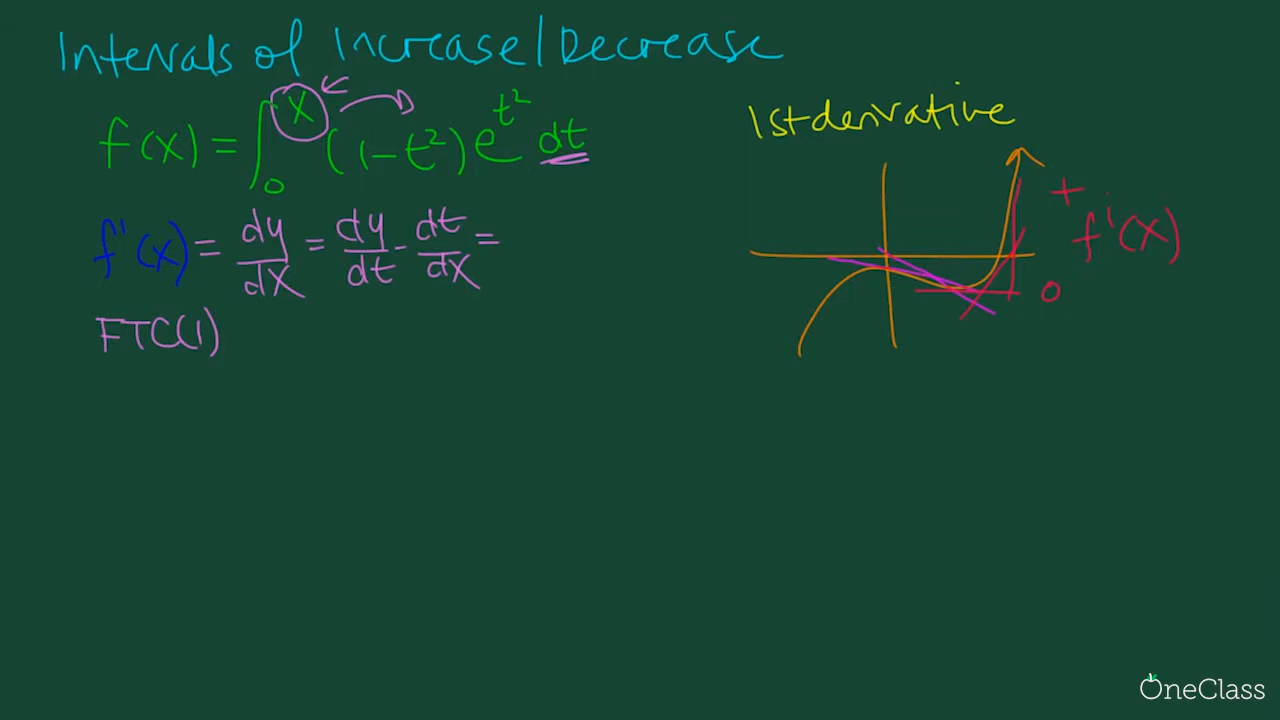 Intervals of Increase/Decrease
f(x) = ∫₀ˣ (1-t²) e^t² dt
1st derivative
f'(x) = dy/dx = dy/dt - dt/dx =
+
f'(x)
0
FTC(1)
OneClass